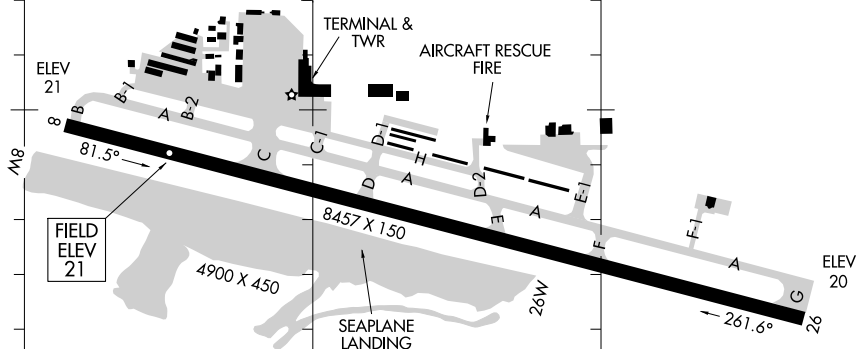 TERMINAL &
TWR
AIRCRAFT RESCUE
FIRE
ELEV
21
B-1
B-2
B
A
8
81.5°
8W
C
C-1
D-1
H
D
A
D-2
E
A
E-1
F
F-1
A
G
ELEV
20
26
261.6°
8457 X 150
FIELD
ELEV
21
4900 X 450
26W
SEAPLANE
LANDING